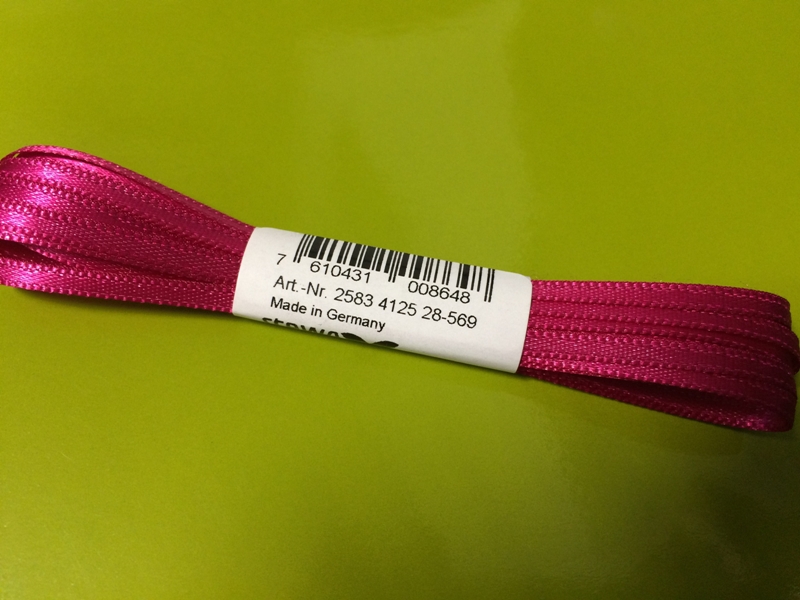 7 610431 008648
Art.-Nr. 2583 4125 28-569
Made in Germany